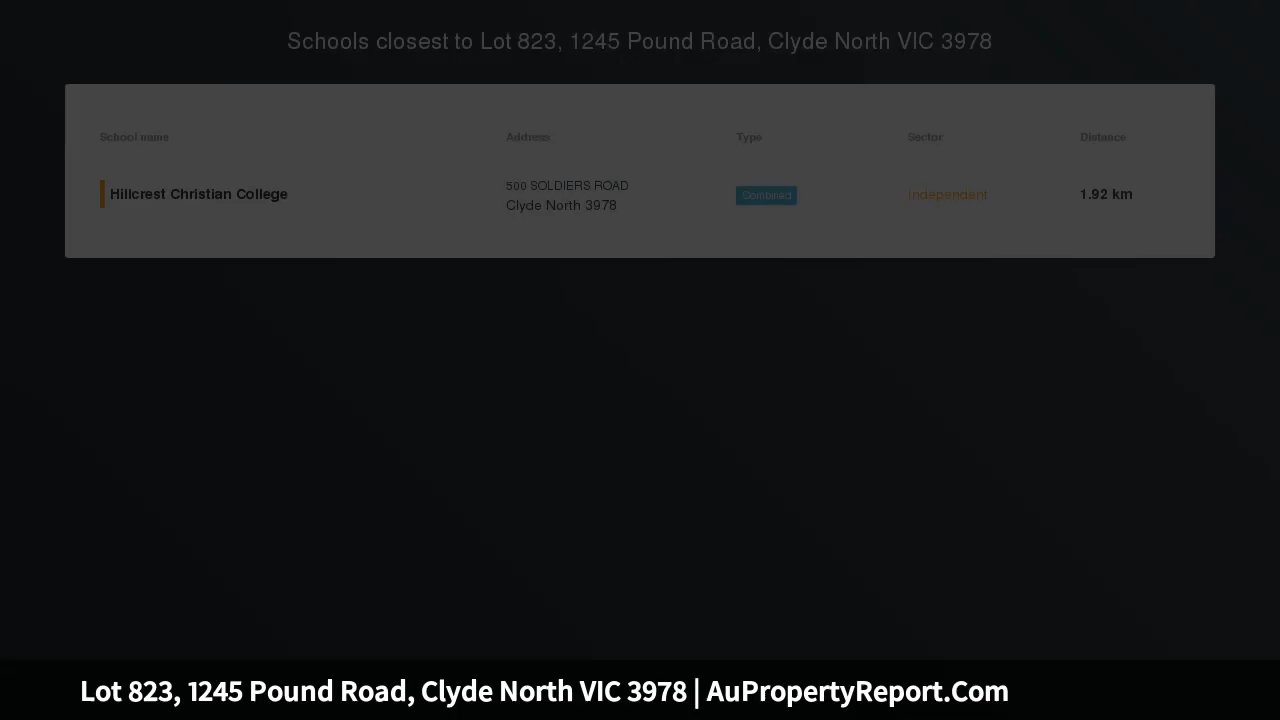 Schools closest to Lot 823, 1245 Pound Road, Clyde North VIC 3978
School name Address Type Sector Distance
Hillcrest Christian College 500 SOLDIERS ROAD Combined Independent 1.92 km
Clyde North 3978
Lot 823, 1245 Pound Road, Clyde North VIC 3978 | AuPropertyReport.Com